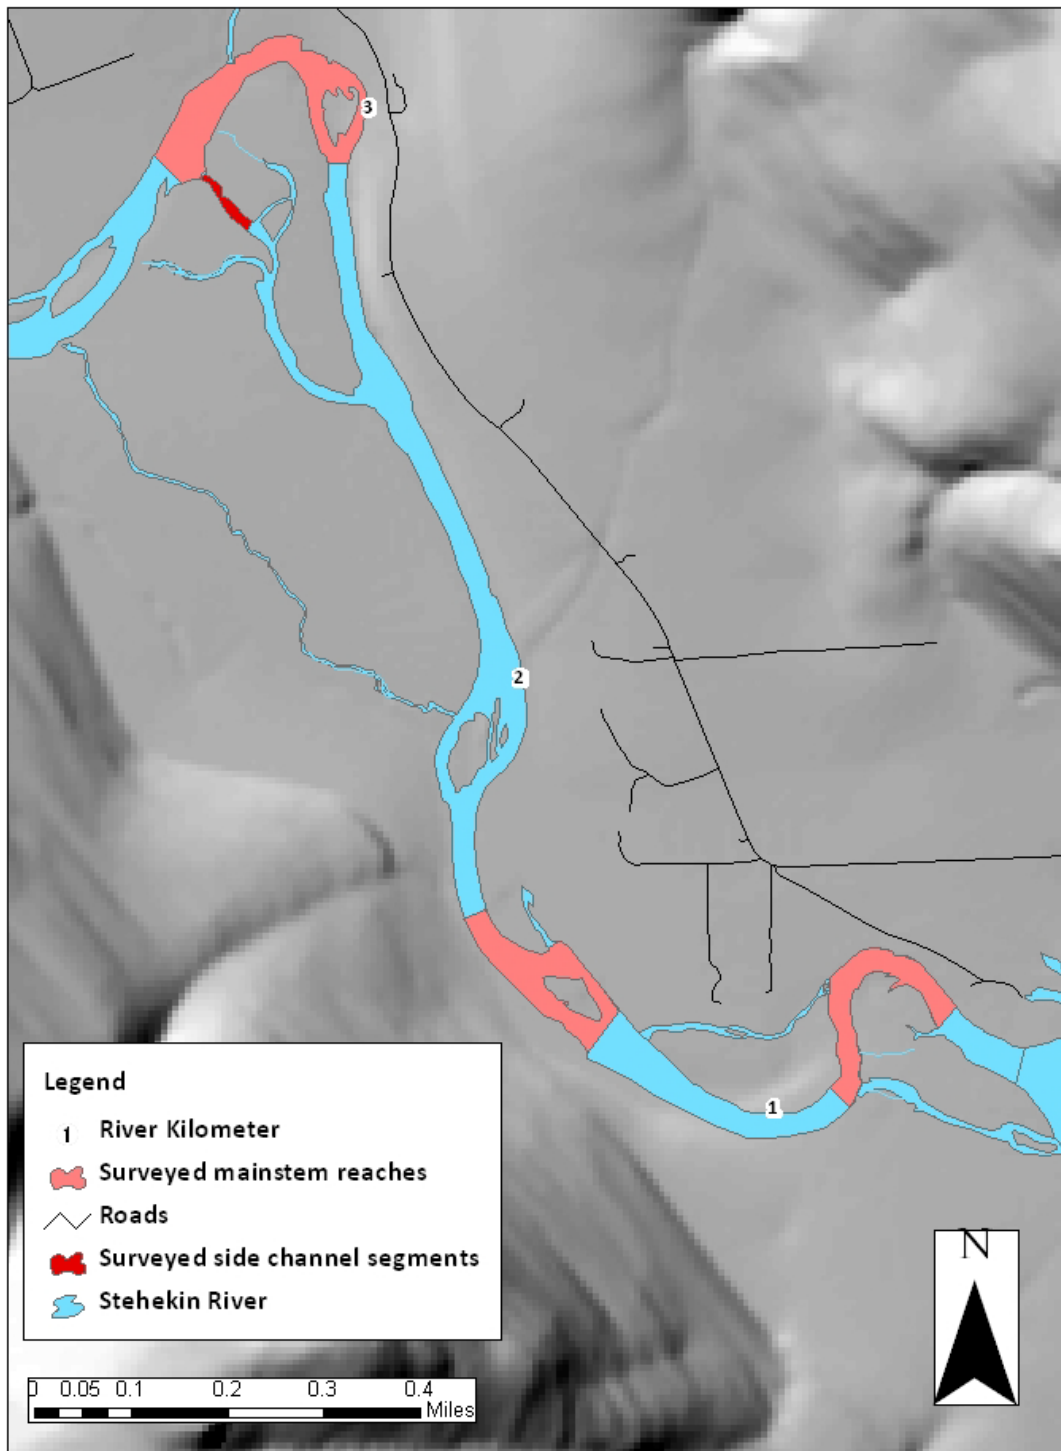 3
2
1
Legend
1 River Kilometer
Surveyed mainstem reaches
Roads
Surveyed side channel segments
Stehekin River
N
0 0.05 0.1 0.2 0.3 0.4
Miles